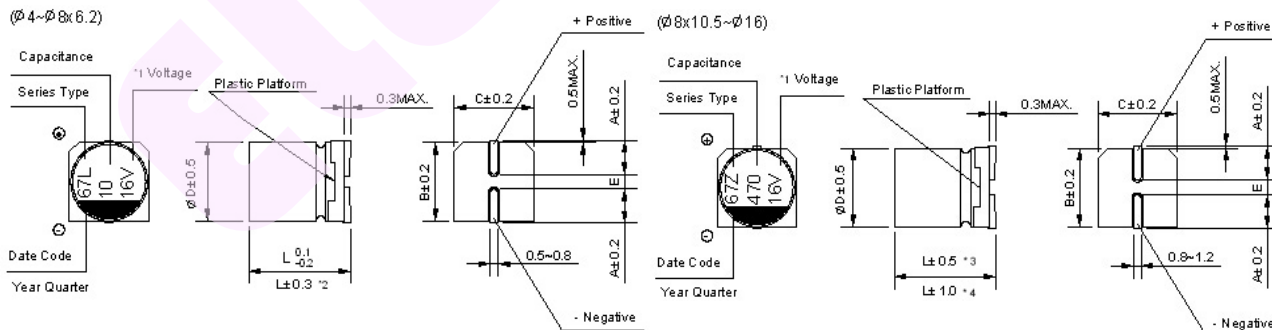 (Ø4~Ø8x6.2)
+ Positive
Capacitance
*1 Voltage
Plastic Platform
Series Type
0.3MAX.
C±0.2
0.5MAX.
A±0.2
67L
10
16V
ØD±0.5
B±0.2
E
A±0.2
Date Code
Year Quarter
L 0.1
-0.2
L±0.3 *2
0.5~0.8
- Negative
(Ø8x10.5~Ø16)
+ Positive
Capacitance
*1 Voltage
Plastic Platform
Series Type
0.3MAX.
C±0.2
0.5MAX.
A±0.2
67Z
470
16V
ØD±0.5
B±0.2
E
A±0.2
Date Code
Year Quarter
L±0.5 *3
L±1.0 *4
0.8~1.2
- Negative